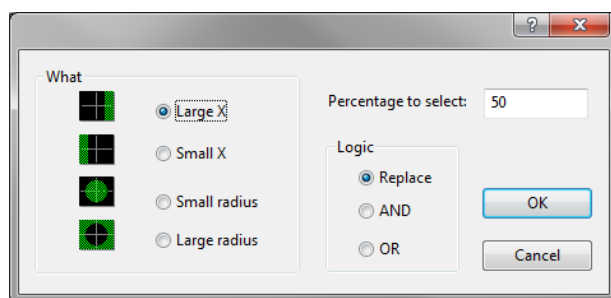 What
Large X
Small X
Small radius
Large radius
Percentage to select: 50
Logic
Replace
AND
OR
OK
Cancel